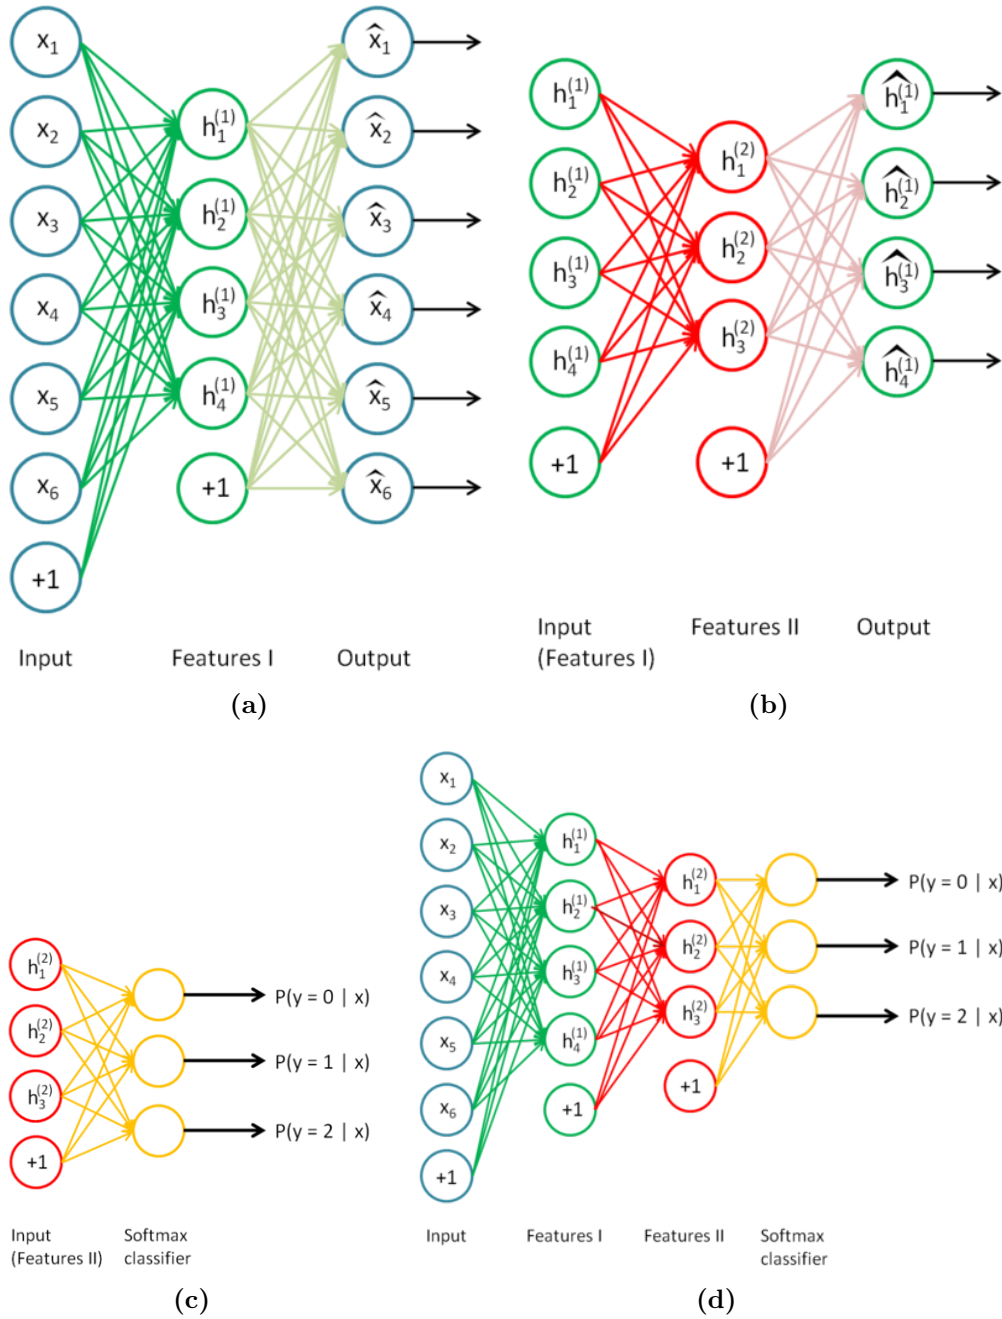 x₁ h₁⁽¹⁾ x̂₁
x₂ h₂⁽¹⁾ x̂₂
x₃ h₃⁽¹⁾ x̂₃
x₄ h₄⁽¹⁾ x̂₄
x₅ +1 x̂₅
x₆ x̂₆
+1
Input Features I Output
(a)
h₁⁽¹⁾ h₁⁽²⁾ ĥ₁⁽¹⁾
h₂⁽¹⁾ h₂⁽²⁾ ĥ₂⁽¹⁾
h₃⁽¹⁾ h₃⁽²⁾ ĥ₃⁽¹⁾
h₄⁽¹⁾ ĥ₄⁽¹⁾
+1 +1
Input Features II Output
(Features I)
(b)
h₁⁽²⁾ P(y = 0 | x)
h₂⁽²⁾ P(y = 1 | x)
h₃⁽²⁾ P(y = 2 | x)
+1
Input Softmax
(Features II) classifier
(c)
x₁ h₁⁽¹⁾ h₁⁽²⁾ P(y = 0 | x)
x₂ h₂⁽¹⁾ h₂⁽²⁾ P(y = 1 | x)
x₃ h₃⁽¹⁾ h₃⁽²⁾ P(y = 2 | x)
x₄ h₄⁽¹⁾ +1
x₅ +1
x₆
+1
Input Features I Features II Softmax
classifier
(d)